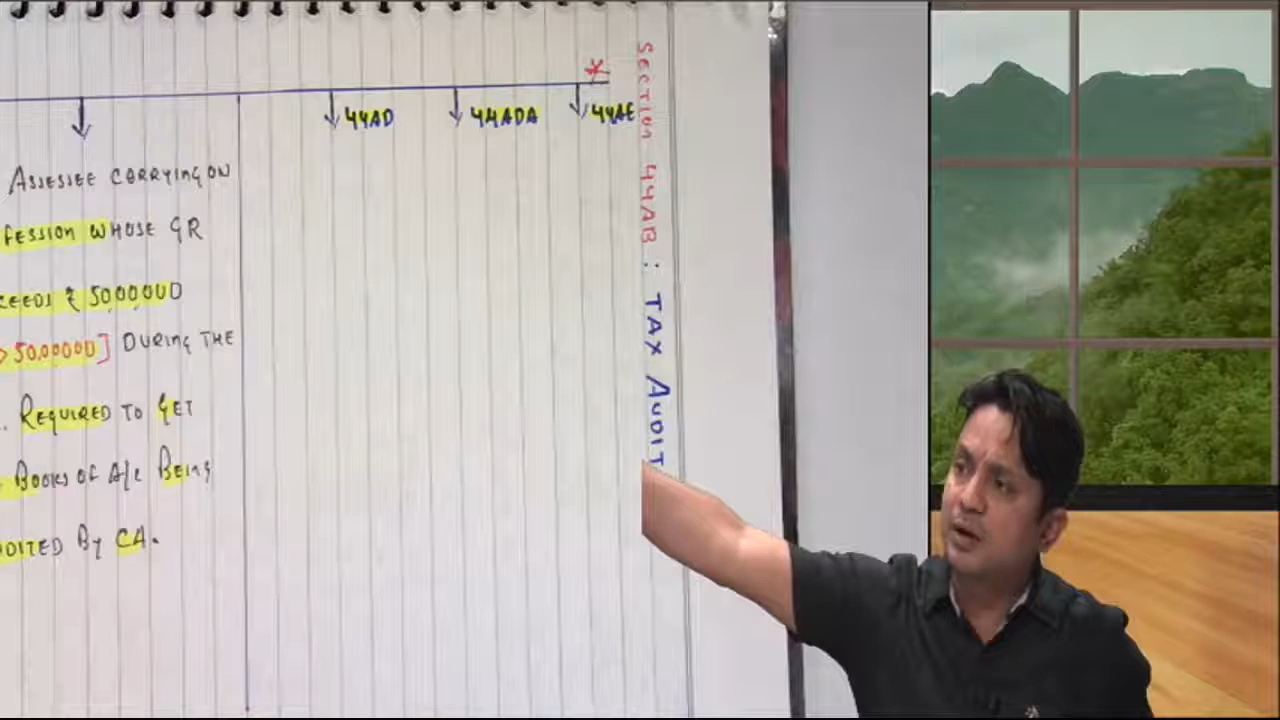 44AD 44ADA 44AE
ASSESSEE CARRYING ON
FESSION WHOSE GR
CEEDS ₹ 50,00,000
> 50,00,000] DURING THE
REQUIRED TO GET
BOOKS OF A/C BEING
DITED BY CA.
SECTION 44AB : TAX AUDIT